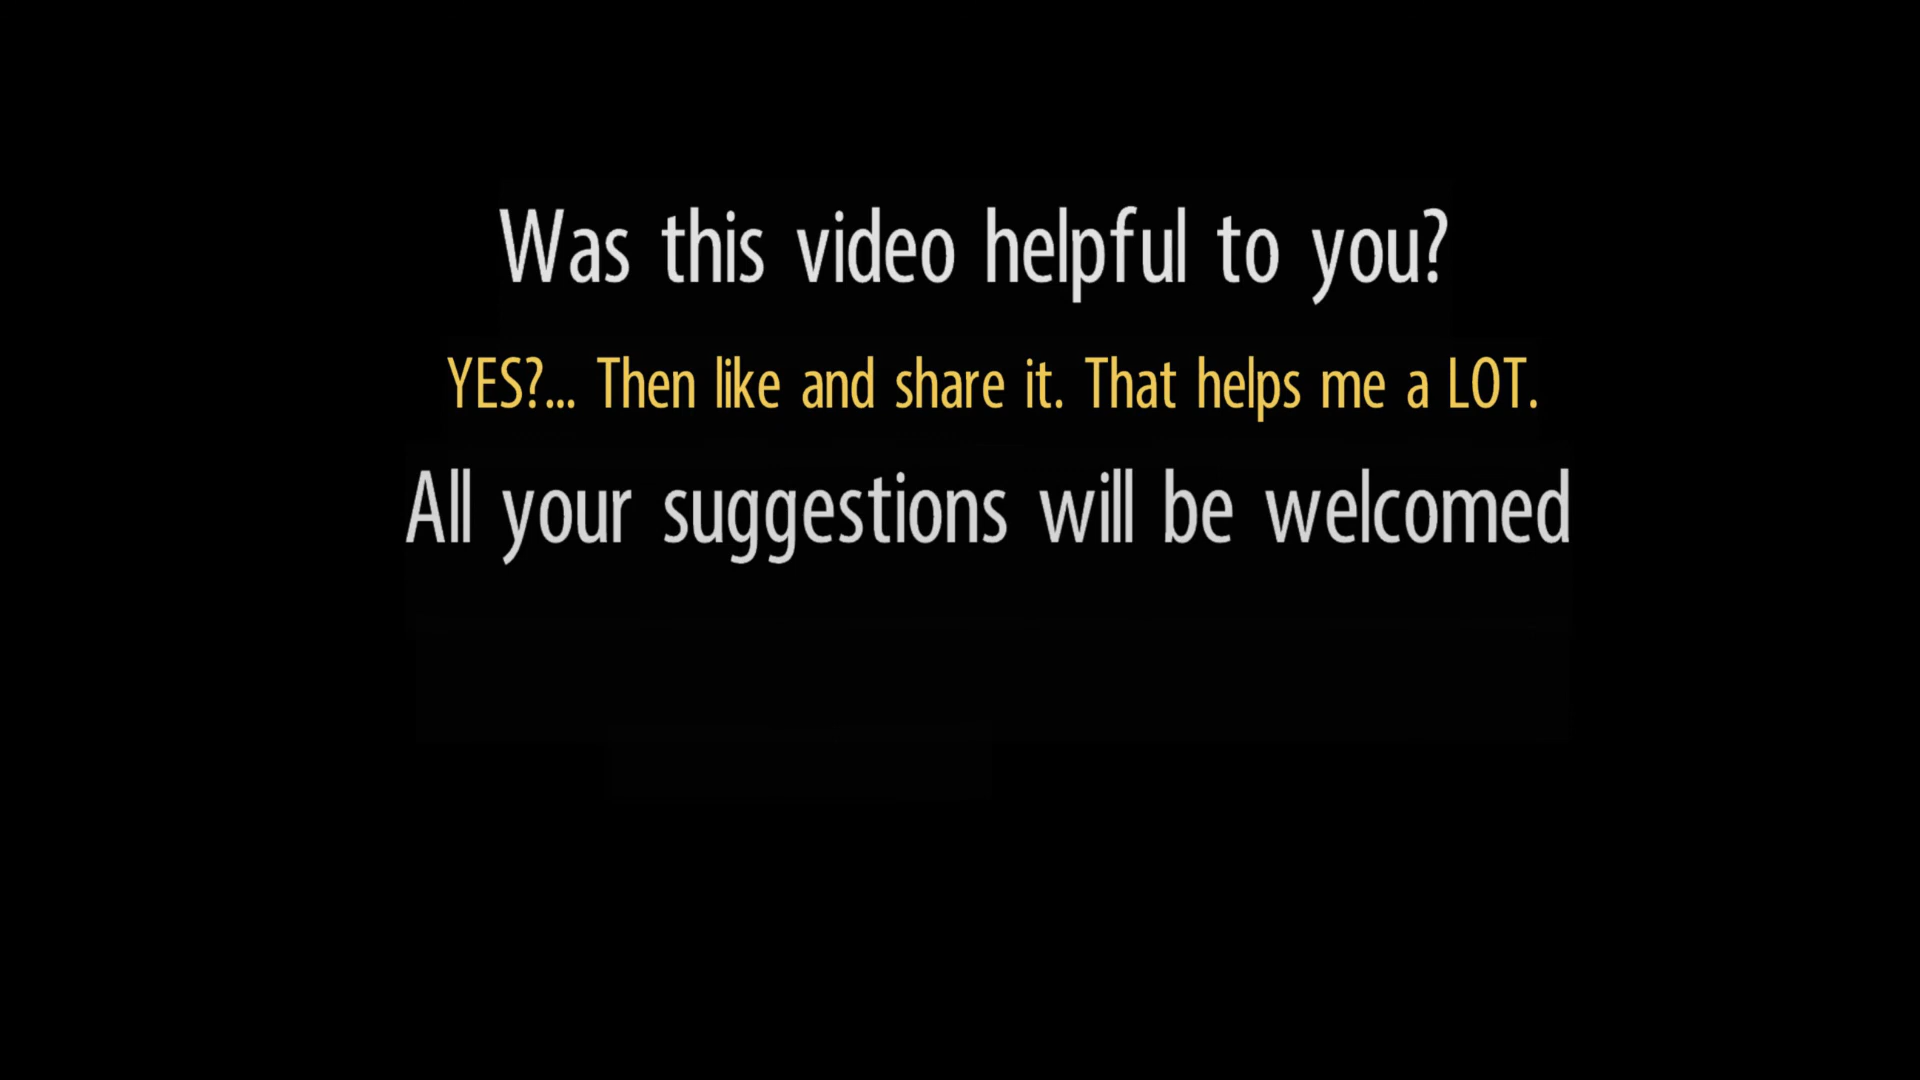 Was this video helpful to you?
YES?... Then like and share it. That helps me a LOT.
All your suggestions will be welcomed